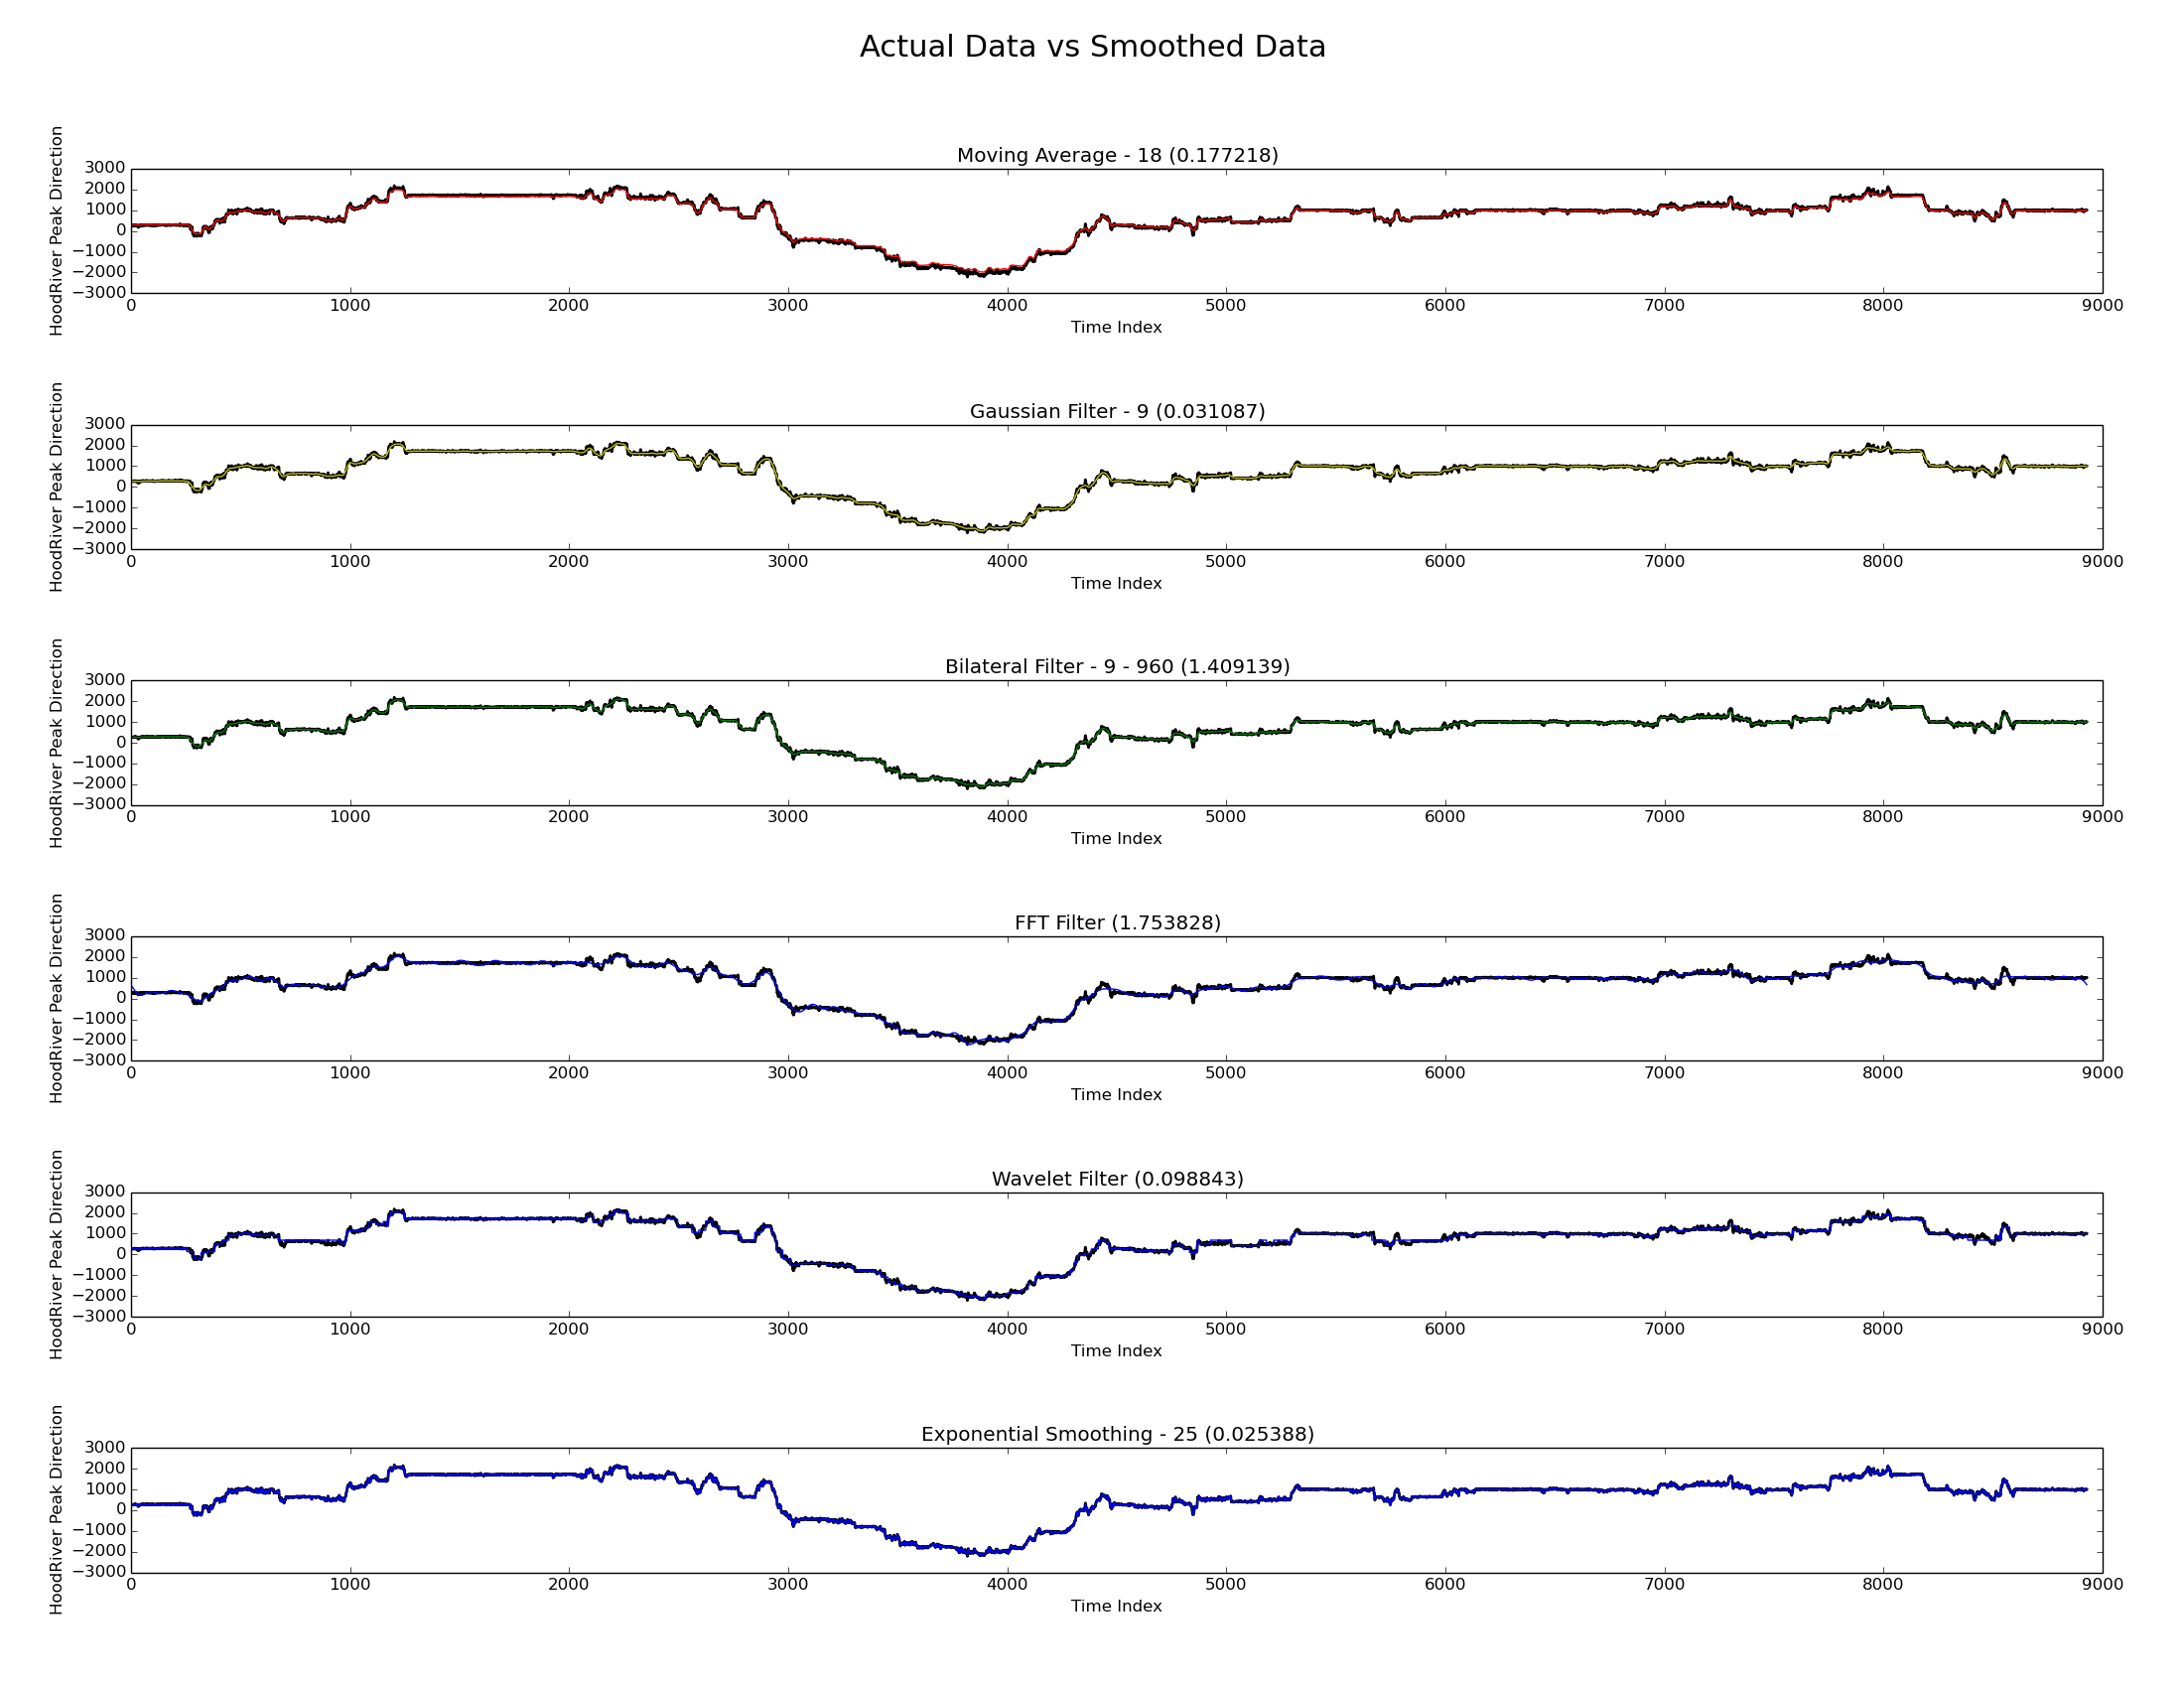 Actual Data vs Smoothed Data
Moving Average - 18 (0.177218)
HoodRiver Peak Direction
3000
2000
1000
0
−1000
−2000
−3000
0 1000 2000 3000 4000 5000 6000 7000 8000 9000
Time Index
Gaussian Filter - 9 (0.031087)
HoodRiver Peak Direction
3000
2000
1000
0
−1000
−2000
−3000
0 1000 2000 3000 4000 5000 6000 7000 8000 9000
Time Index
Bilateral Filter - 9 - 960 (1.409139)
HoodRiver Peak Direction
3000
2000
1000
0
−1000
−2000
−3000
0 1000 2000 3000 4000 5000 6000 7000 8000 9000
Time Index
FFT Filter (1.753828)
HoodRiver Peak Direction
3000
2000
1000
0
−1000
−2000
−3000
0 1000 2000 3000 4000 5000 6000 7000 8000 9000
Time Index
Wavelet Filter (0.098843)
HoodRiver Peak Direction
3000
2000
1000
0
−1000
−2000
−3000
0 1000 2000 3000 4000 5000 6000 7000 8000 9000
Time Index
Exponential Smoothing - 25 (0.025388)
HoodRiver Peak Direction
3000
2000
1000
0
−1000
−2000
−3000
0 1000 2000 3000 4000 5000 6000 7000 8000 9000
Time Index